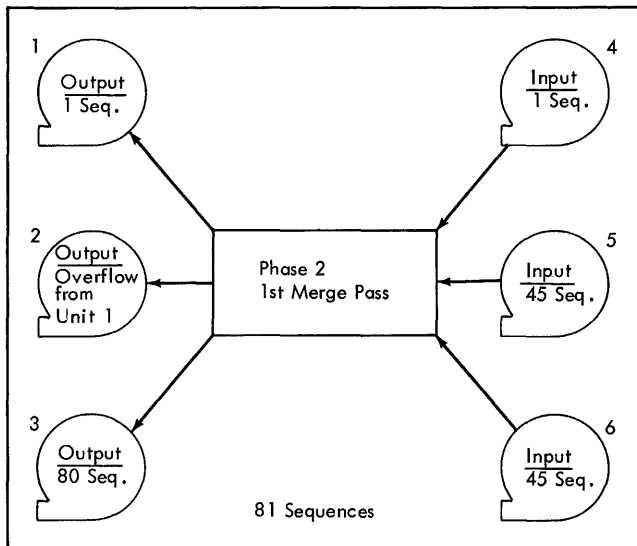 1
Output
1 Seq.
4
Input
1 Seq.
2
Output
Overflow
from
Unit 1
Phase 2
1st Merge Pass
5
Input
45 Seq.
3
Output
80 Seq.
6
Input
45 Seq.
81 Sequences